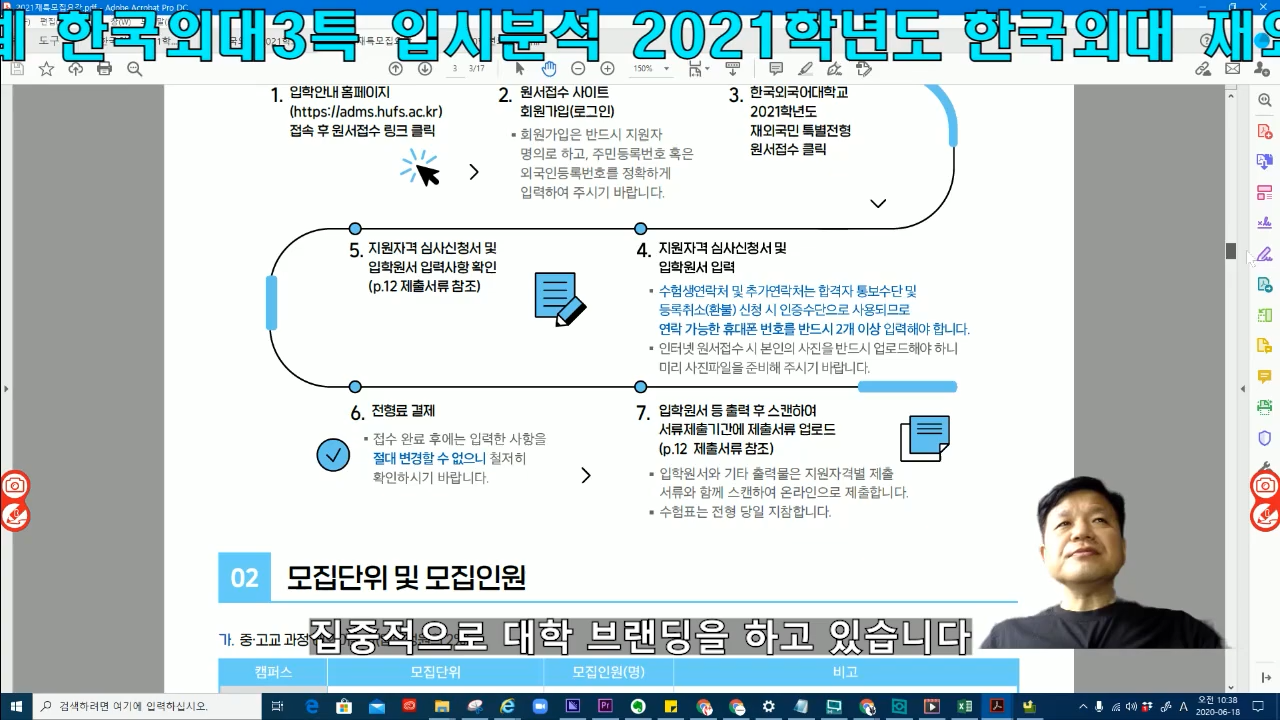 2021재특모집요강.pdf - Adobe Acrobat Pro DC
한국외대3특 입시분석 2021학년도 한국외대
3 3/17
150%
1. 입학안내 홈페이지
(https://adms.hufs.ac.kr)
접속 후 원서접수 링크 클릭
2. 원서접수 사이트
회원가입(로그인)
▪ 회원가입은 반드시 지원자
명의로 하고, 주민등록번호 혹은
외국인등록번호를 정확하게
입력하여 주시기 바랍니다.
3. 한국외국어대학교
2021학년도
재외국민 특별전형
원서접수 클릭
5. 지원자격 심사신청서 및
입학원서 입력사항 확인
(p.12 제출서류 참조)
4. 지원자격 심사신청서 및
입학원서 입력
▪ 수험생연락처 및 추가연락처는 합격자 통보수단 및
등록취소(환불) 신청 시 인증수단으로 사용되므로
연락 가능한 휴대폰 번호를 반드시 2개 이상 입력해야 합니다.
▪ 인터넷 원서접수 시 본인의 사진을 반드시 업로드해야 하니
미리 사진파일을 준비해 주시기 바랍니다.
6. 전형료 결제
▪ 접수 완료 후에는 입력한 사항을
절대 변경할 수 없으니 철저히
확인하시기 바랍니다.
7. 입학원서 등 출력 후 스캔하여
서류제출기간에 제출서류 업로드
(p.12 제출서류 참조)
▪ 입학원서와 기타 출력물은 지원자격별 제출
서류와 함께 스캔하여 온라인으로 제출합니다.
▪ 수험표는 전형 당일 지참합니다.
02 모집단위 및 모집인원
가. 중·고교 과정
집중적으로 대학 브랜딩을 하고 있습니다
캠퍼스 모집단위 모집인원(명) 비고
검색하려면 여기에 입력하십시오.
A
오전 10:38
2020-06-18